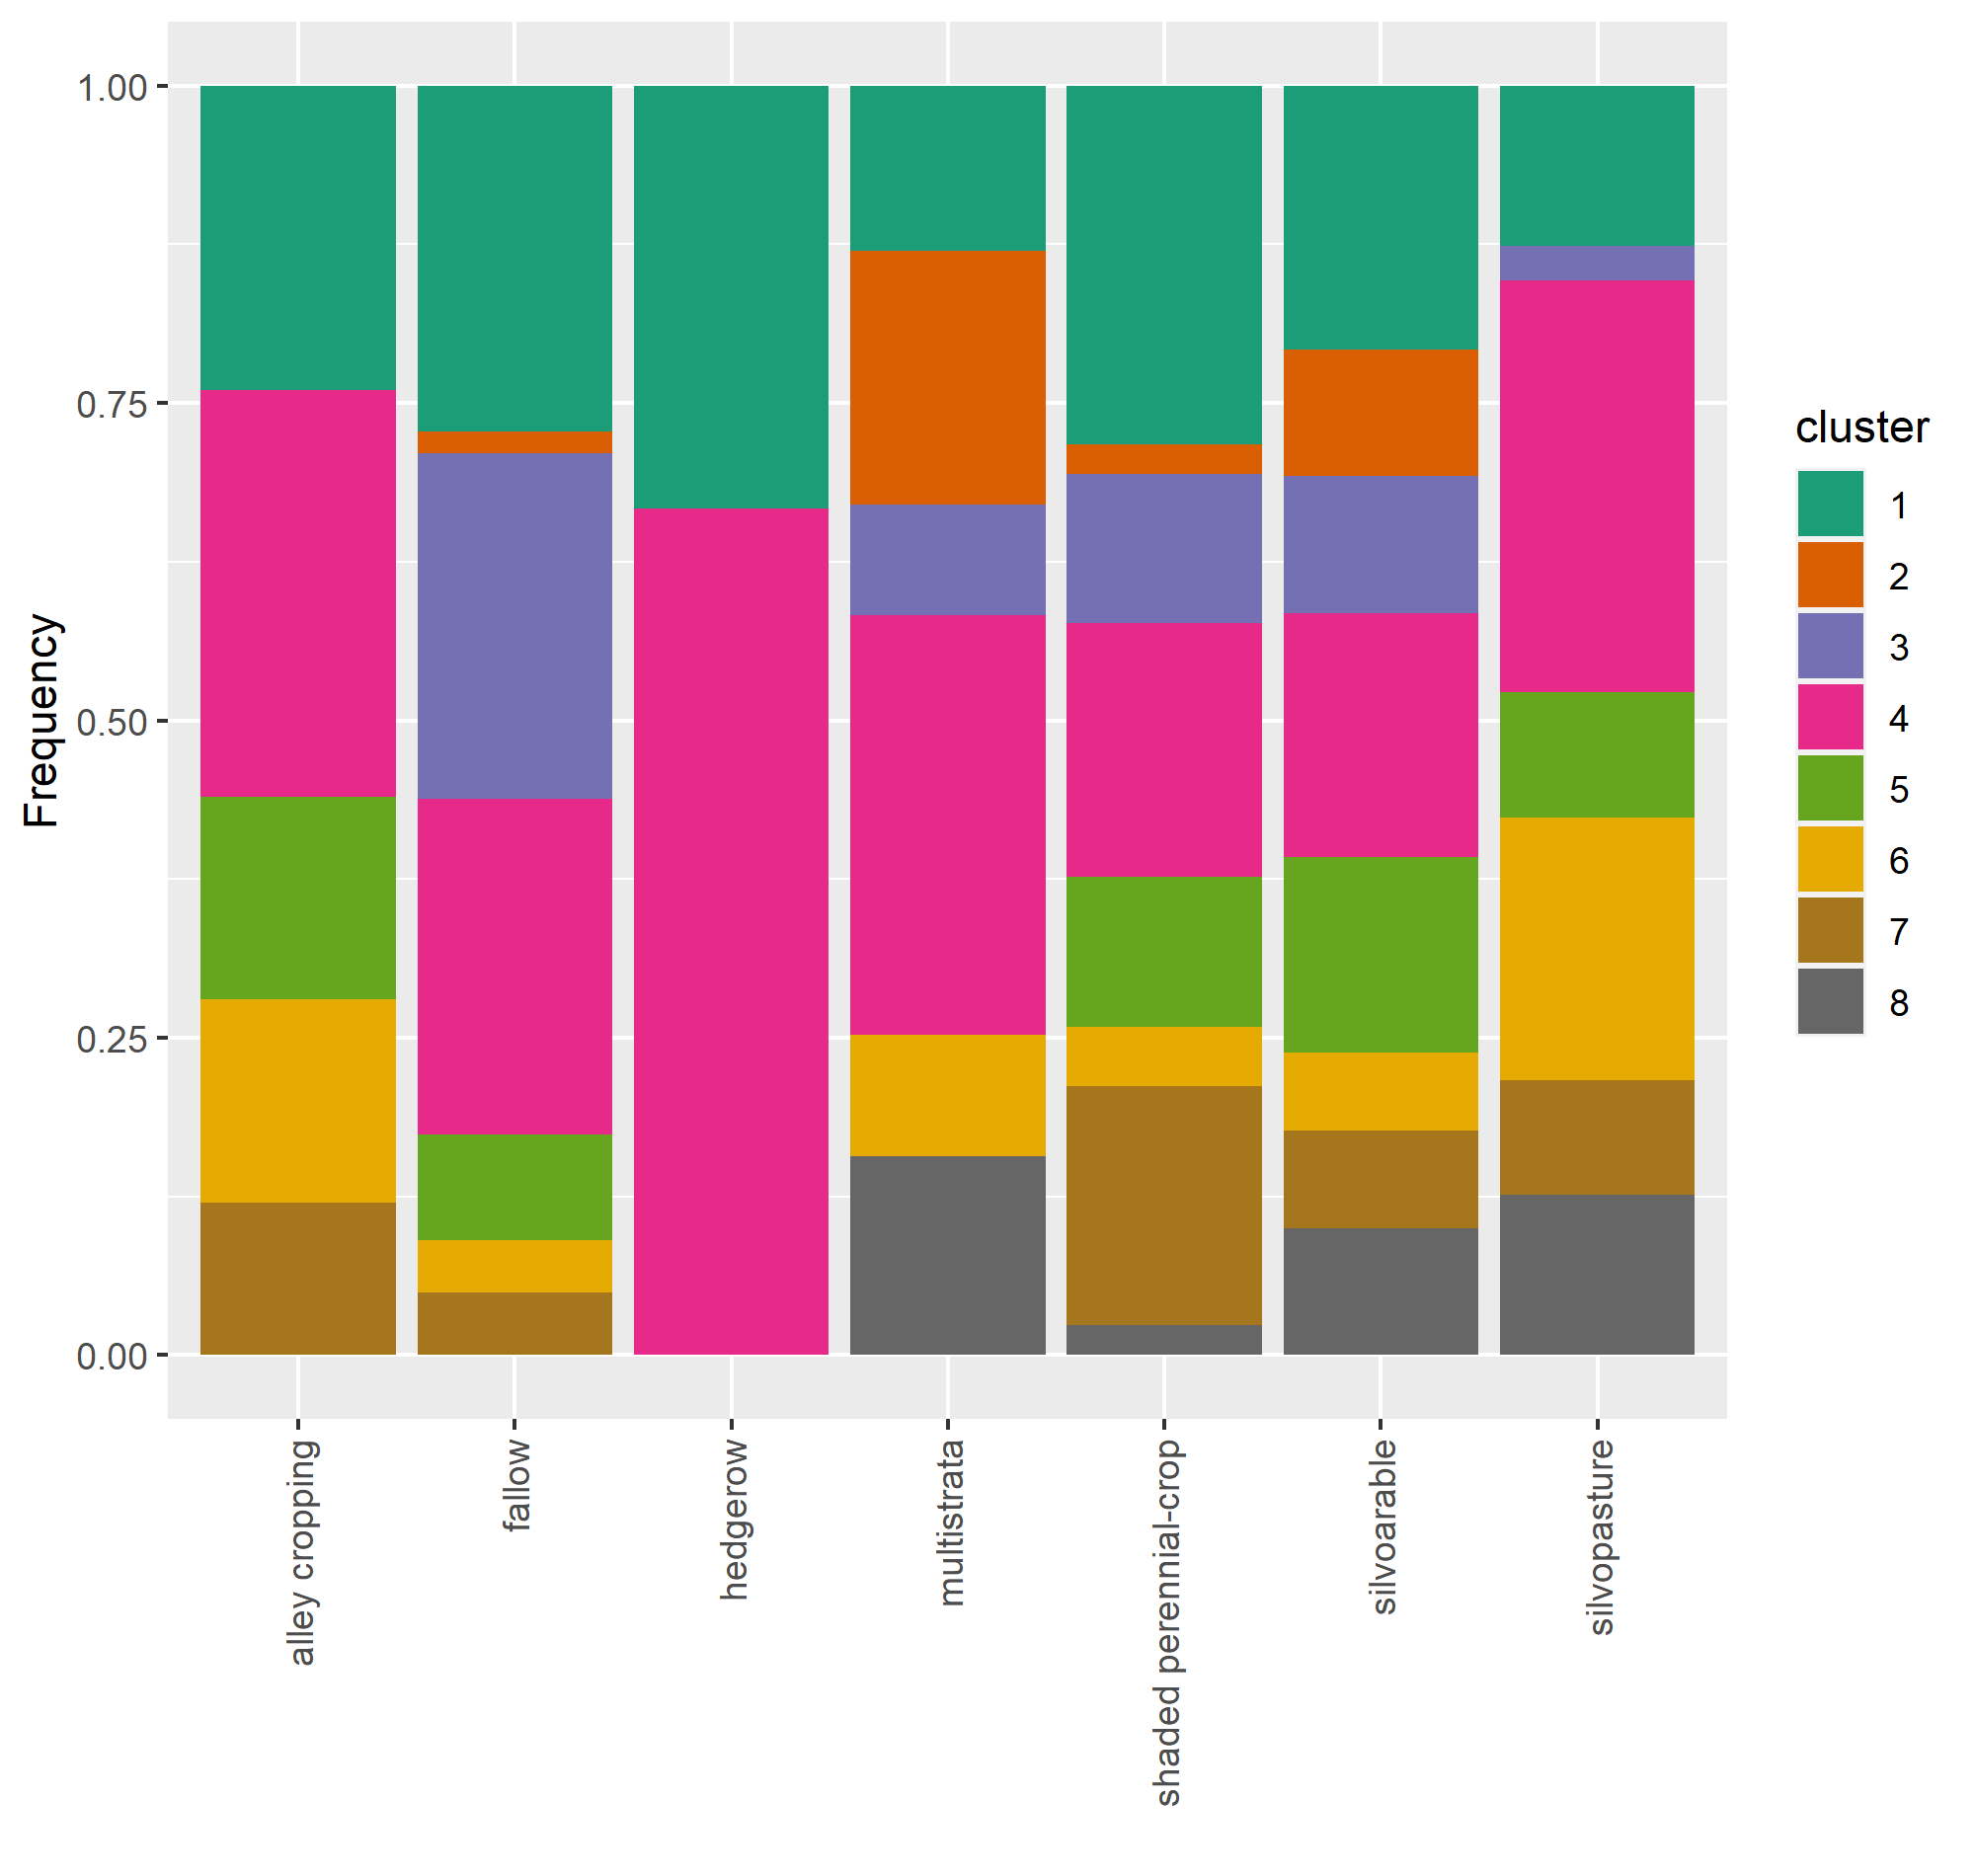 1.00
0.75
0.50
0.25
0.00
Frequency
alley cropping
fallow
hedgerow
multistrata
shaded perennial-crop
silvoarable
silvopasture
cluster
1
2
3
4
5
6
7
8